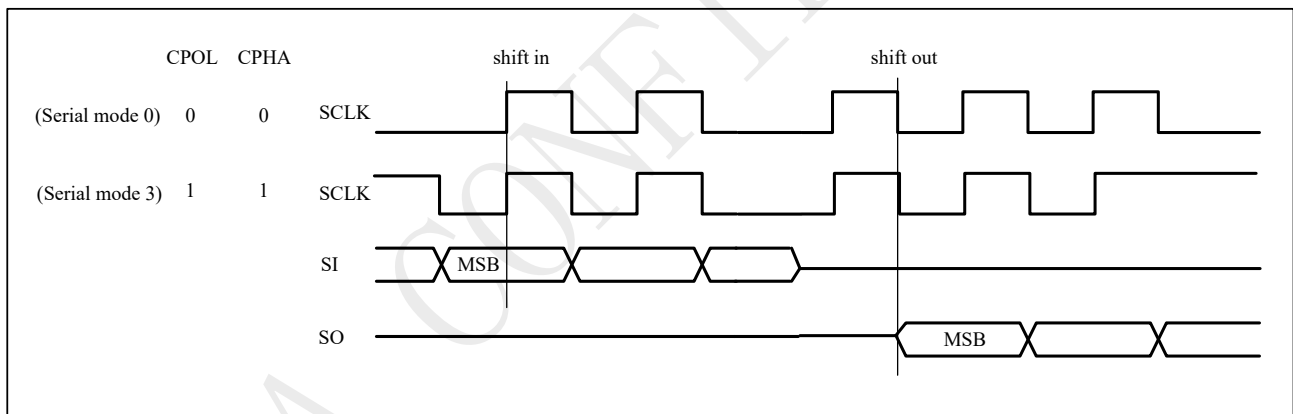 CPOL CPHA shift in shift out
(Serial mode 0) 0 0 SCLK
(Serial mode 3) 1 1 SCLK
SI MSB
SO MSB